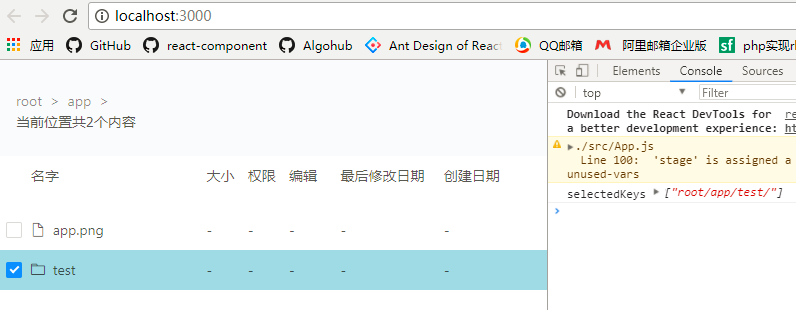 localhost:3000
应用 GitHub react-component Algohub Ant Design of React QQ邮箱 阿里邮箱企业版 sf php实现
root > app >
当前位置共2个内容
名字 大小 权限 编辑 最后修改日期 创建日期
app.png - - - - -
test - - - - -
Elements Console Sources
top Filter
Download the React DevTools for re
a better development experience: ht
./src/App.js
Line 100: 'stage' is assigned a
unused-vars
selectedKeys ["root/app/test/"]